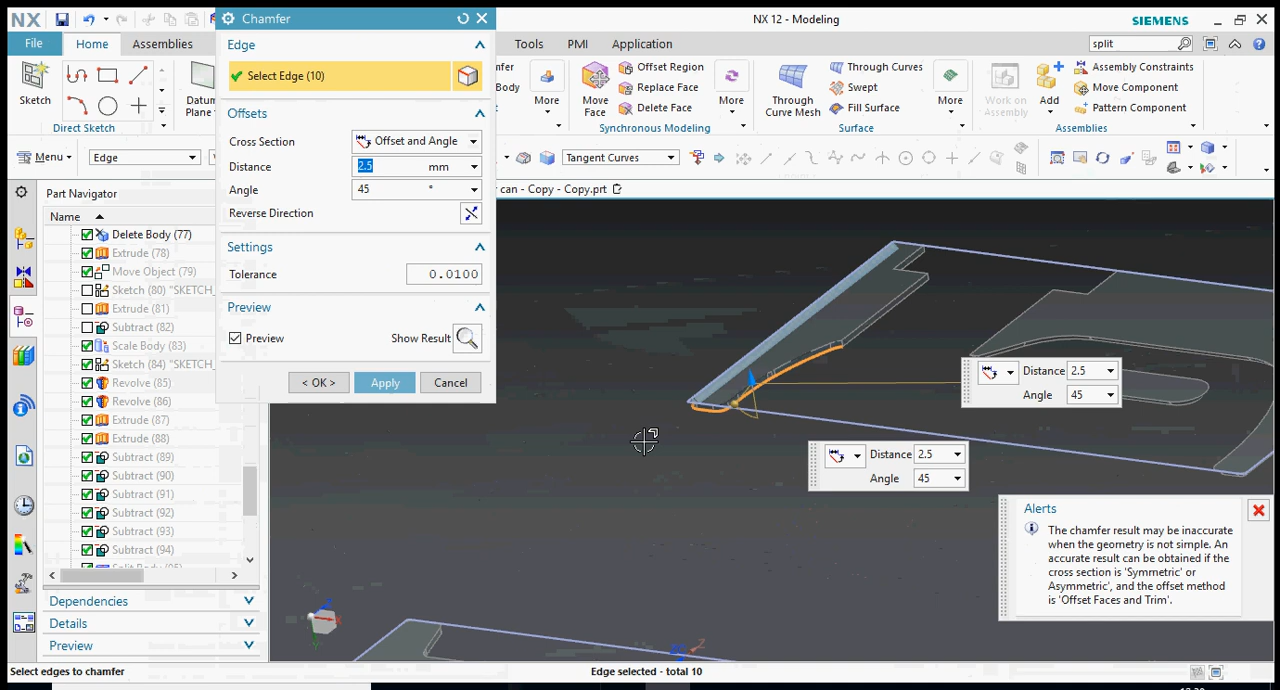 NX
NX 12 - Modeling
SIEMENS
Chamfer
File
Home
Assemblies
Tools
PMI
Application
split
Edge
Select Edge (10)
Sketch
Direct Sketch
Datum
Plane
Offsets
Cross Section
Offset and Angle
Distance
2.5
mm
Angle
45
°
Reverse Direction
Settings
Tolerance
0.0100
Preview
Preview
Show Result
< OK >
Apply
Cancel
More
Move
Face
Offset Region
Replace Face
Delete Face
More
Synchronous Modeling
Through
Curve Mesh
Through Curves
Swept
Fill Surface
More
Surface
Work on
Assembly
Add
Assembly Constraints
Move Component
Pattern Component
Assemblies
Body
Menu
Edge
Tangent Curves
can - Copy - Copy.prt
Part Navigator
Name
Delete Body (77)
Extrude (78)
Move Object (79)
Sketch (80) "SKETCH_
Extrude (81)
Subtract (82)
Scale Body (83)
Sketch (84) "SKETCH_
Revolve (85)
Revolve (86)
Extrude (87)
Extrude (88)
Subtract (89)
Subtract (90)
Subtract (91)
Subtract (92)
Subtract (93)
Subtract (94)
Dependencies
Details
Preview
Distance 2.5
Angle 45
Distance 2.5
Angle 45
Alerts
The chamfer result may be inaccurate
when the geometry is not simple. An
accurate result can be obtained if the
cross section is 'Symmetric' or
Asymmetric', and the offset method
is 'Offset Faces and Trim'.
Select edges to chamfer
Edge selected - total 10